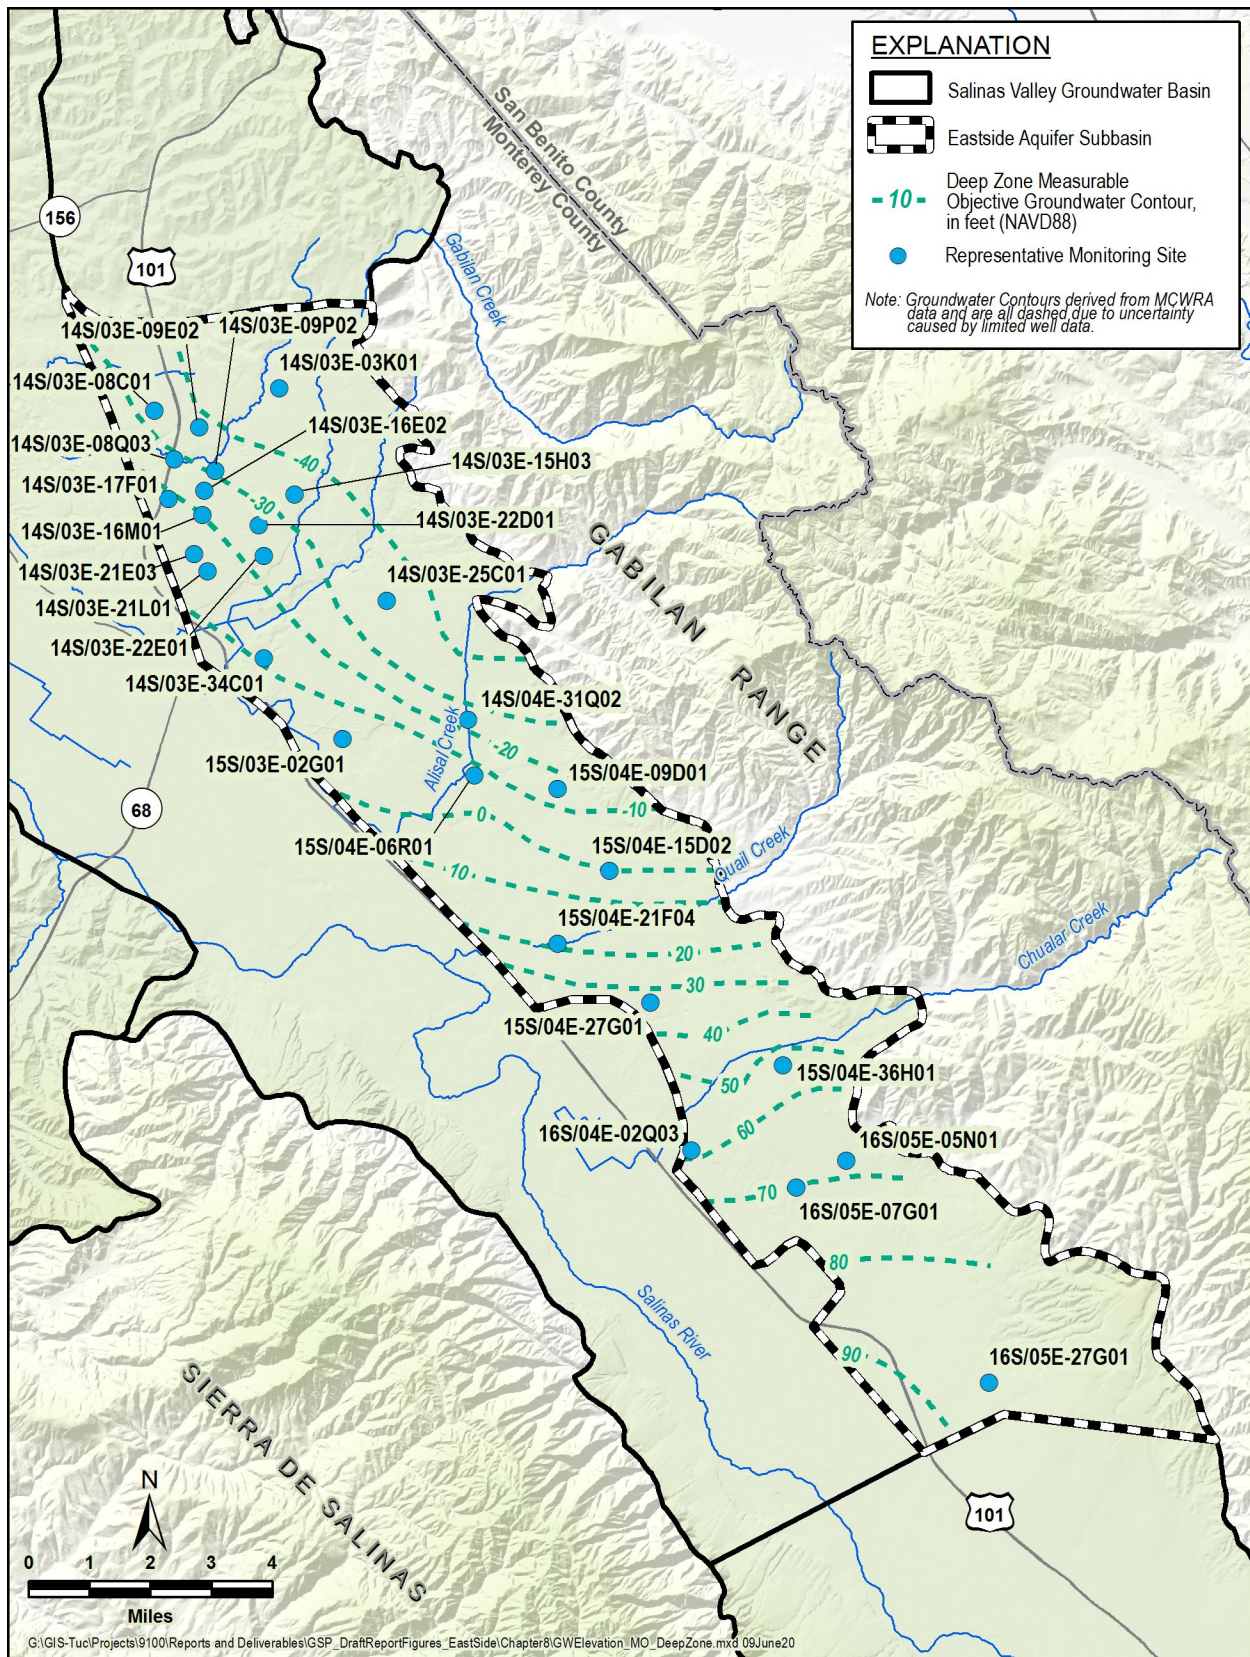 EXPLANATION
Salinas Valley Groundwater Basin
Eastside Aquifer Subbasin
-10-
Deep Zone Measurable
Objective Groundwater Contour,
in feet (NAVD88)
Representative Monitoring Site
Note: Groundwater Contours derived from MCWRA
data and are all dashed due to uncertainty
caused by limited well data.
San Benito County
Monterey County
156
101
Gabilan Creek
14S/03E-09E02
14S/03E-09P02
14S/03E-03K01
14S/03E-08C01
14S/03E-16E02
14S/03E-08Q03
-40
14S/03E-15H03
14S/03E-17F01
-30
14S/03E-22D01
14S/03E-16M01
GABILAN
RANGE
14S/03E-21E03
14S/03E-25C01
14S/03E-21L01
14S/03E-22E01
14S/03E-34C01
14S/04E-31Q02
Alisal Creek
-20
15S/03E-02G01
15S/04E-09D01
68
0
-10
15S/04E-06R01
15S/04E-15D02
10
Quail Creek
15S/04E-21F04
Chualar Creek
20
30
15S/04E-27G01
40
15S/04E-36H01
50
16S/04E-02Q03
60
16S/05E-05N01
70
16S/05E-07G01
80
Salinas River
90
16S/05E-27G01
SIERRA DE SALINAS
101
N
0 1 2 3 4
Miles
G:\GIS-Tuc\Projects\9100\Reports and Deliverables\GSP_DraftReportFigures_EastSide\Chapter8\GWElevation_MO_DeepZone.mxd 09June20